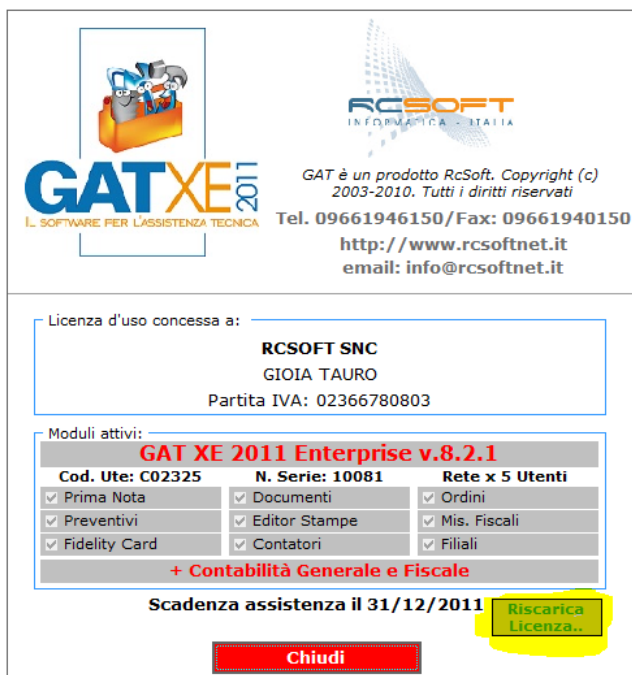 GATXE 2011
IL SOFTWARE PER L'ASSISTENZA TECNICA
RCSOFT
INFORMATICA - ITALIA
GAT è un prodotto RcSoft. Copyright (c)
2003-2010. Tutti i diritti riservati
Tel. 09661946150/Fax: 09661940150
http://www.rcsoftnet.it
email: info@rcsoftnet.it
Licenza d'uso concessa a:
RCSOFT SNC
GIOIA TAURO
Partita IVA: 02366780803
Moduli attivi:
GAT XE 2011 Enterprise v.8.2.1
Cod. Ute: C02325 N. Serie: 10081 Rete x 5 Utenti
Prima Nota Documenti Ordini
Preventivi Editor Stampe Mis. Fiscali
Fidelity Card Contatori Filiali
+ Contabilità Generale e Fiscale
Scadenza assistenza il 31/12/2011
Riscarica
Licenza..
Chiudi